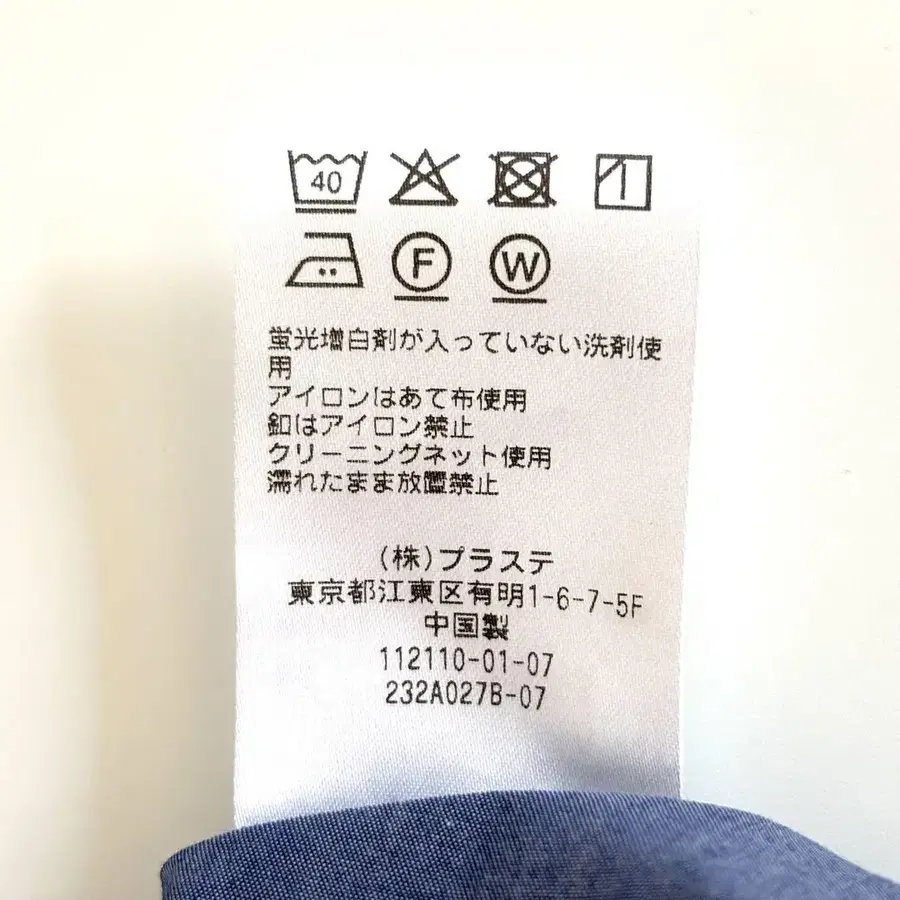 40
F W
蛍光増白剤が入っていない洗剤使
用
アイロンはあて布使用
釦はアイロン禁止
クリーニングネット使用
濡れたまま放置禁止
(株)プラステ
東京都江東区有明1-6-7-5F
中国製
112110-01-07
232A027B-07